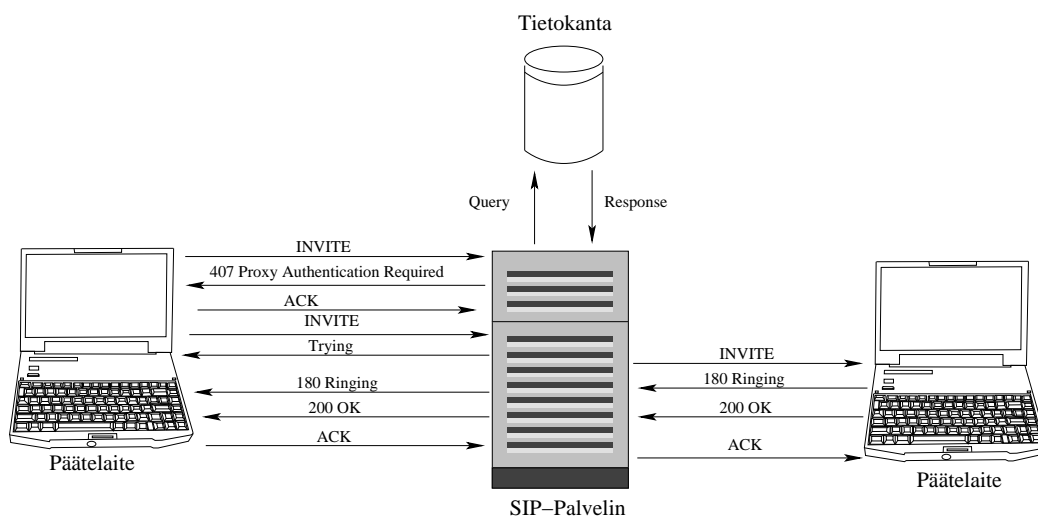 Tietokanta
Query
Response
INVITE
407 Proxy Authentication Required
ACK
INVITE
Trying
INVITE
180 Ringing
180 Ringing
200 OK
200 OK
ACK
ACK
Päätelaite
Päätelaite
SIP–Palvelin